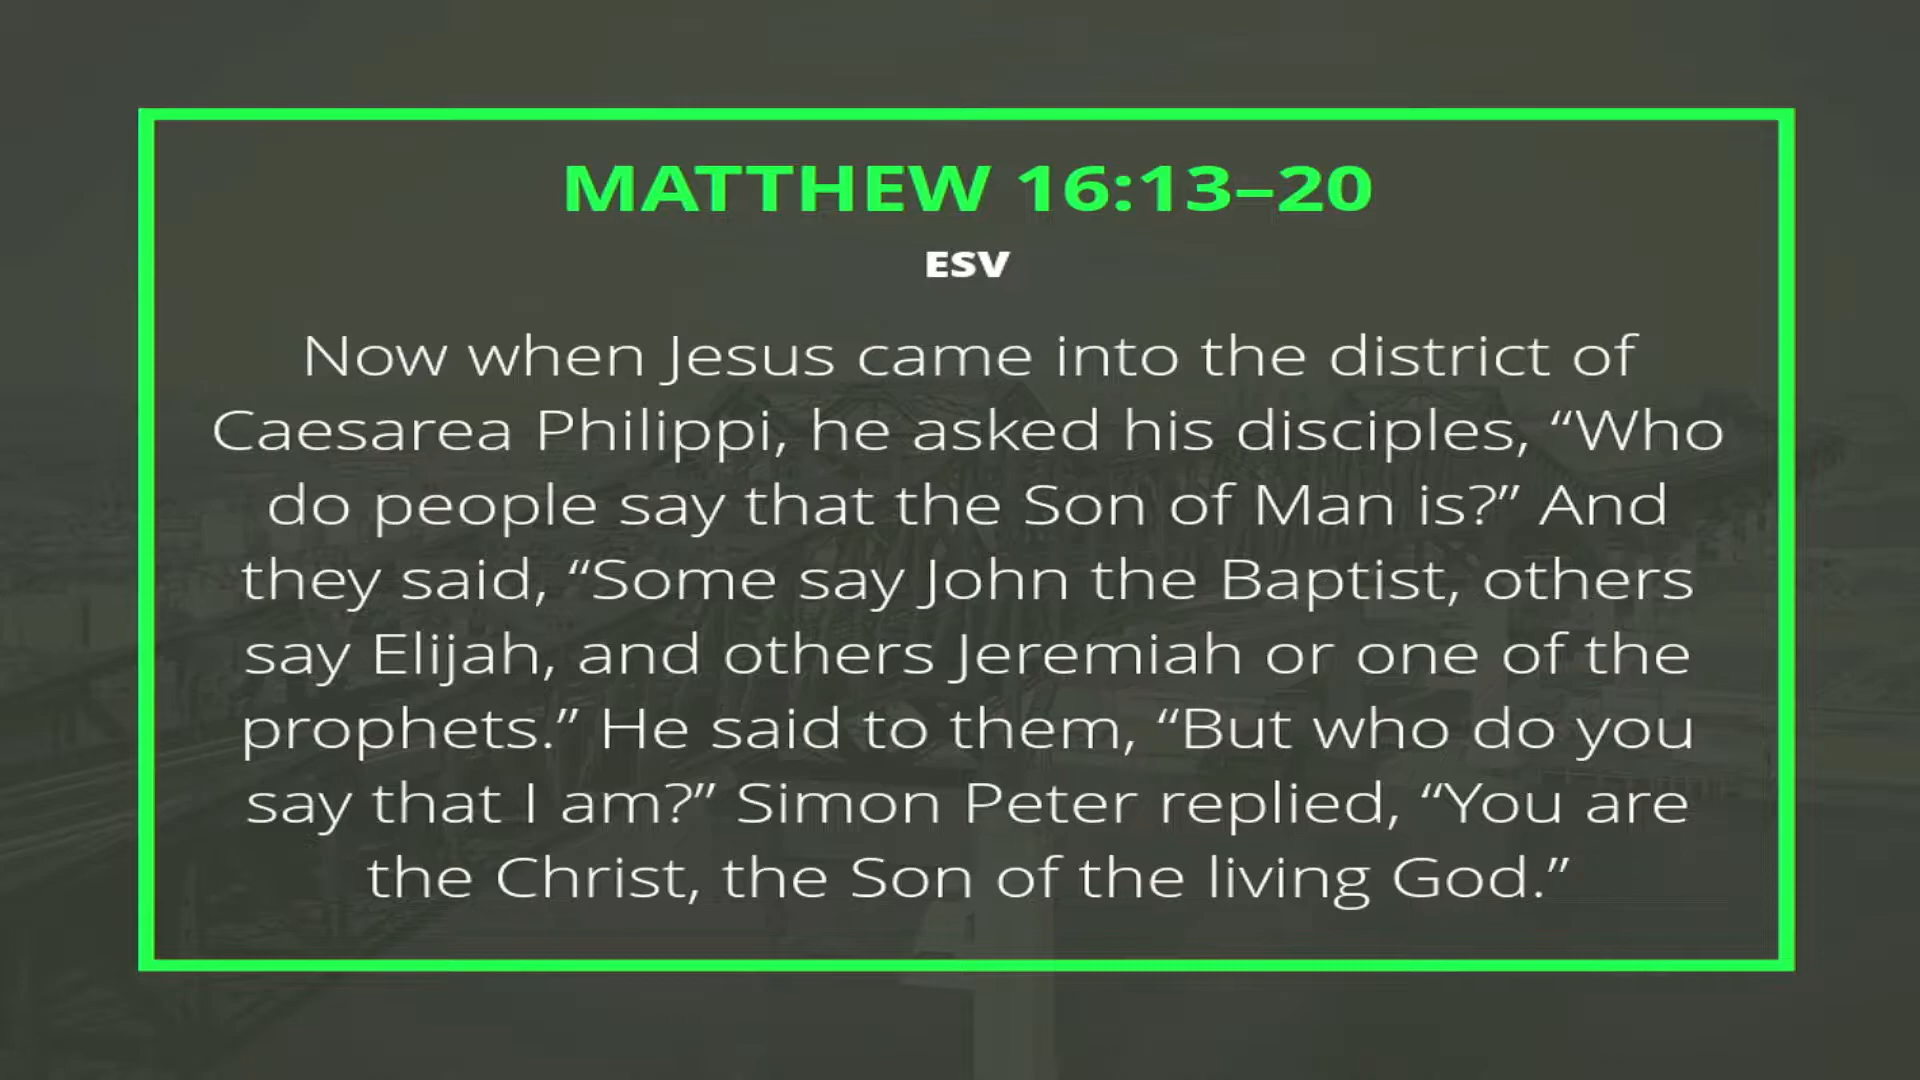 MATTHEW 16:13–20
ESV
Now when Jesus came into the district of
Caesarea Philippi, he asked his disciples, “Who
do people say that the Son of Man is?” And
they said, “Some say John the Baptist, others
say Elijah, and others Jeremiah or one of the
prophets.” He said to them, “But who do you
say that I am?” Simon Peter replied, “You are
the Christ, the Son of the living God.”